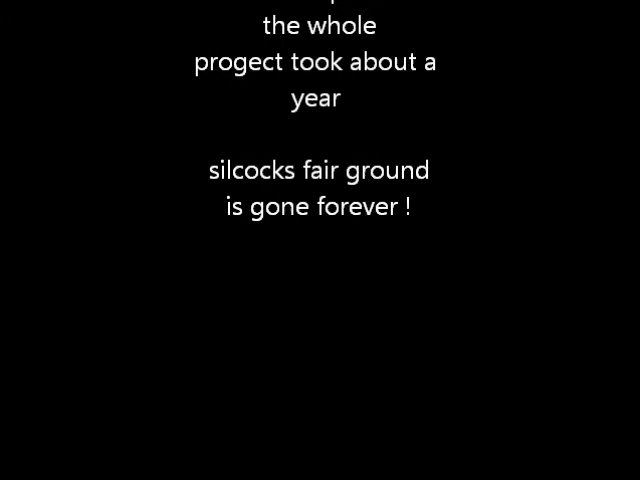 the whole
progect took about a
year
silcocks fair ground
is gone forever !